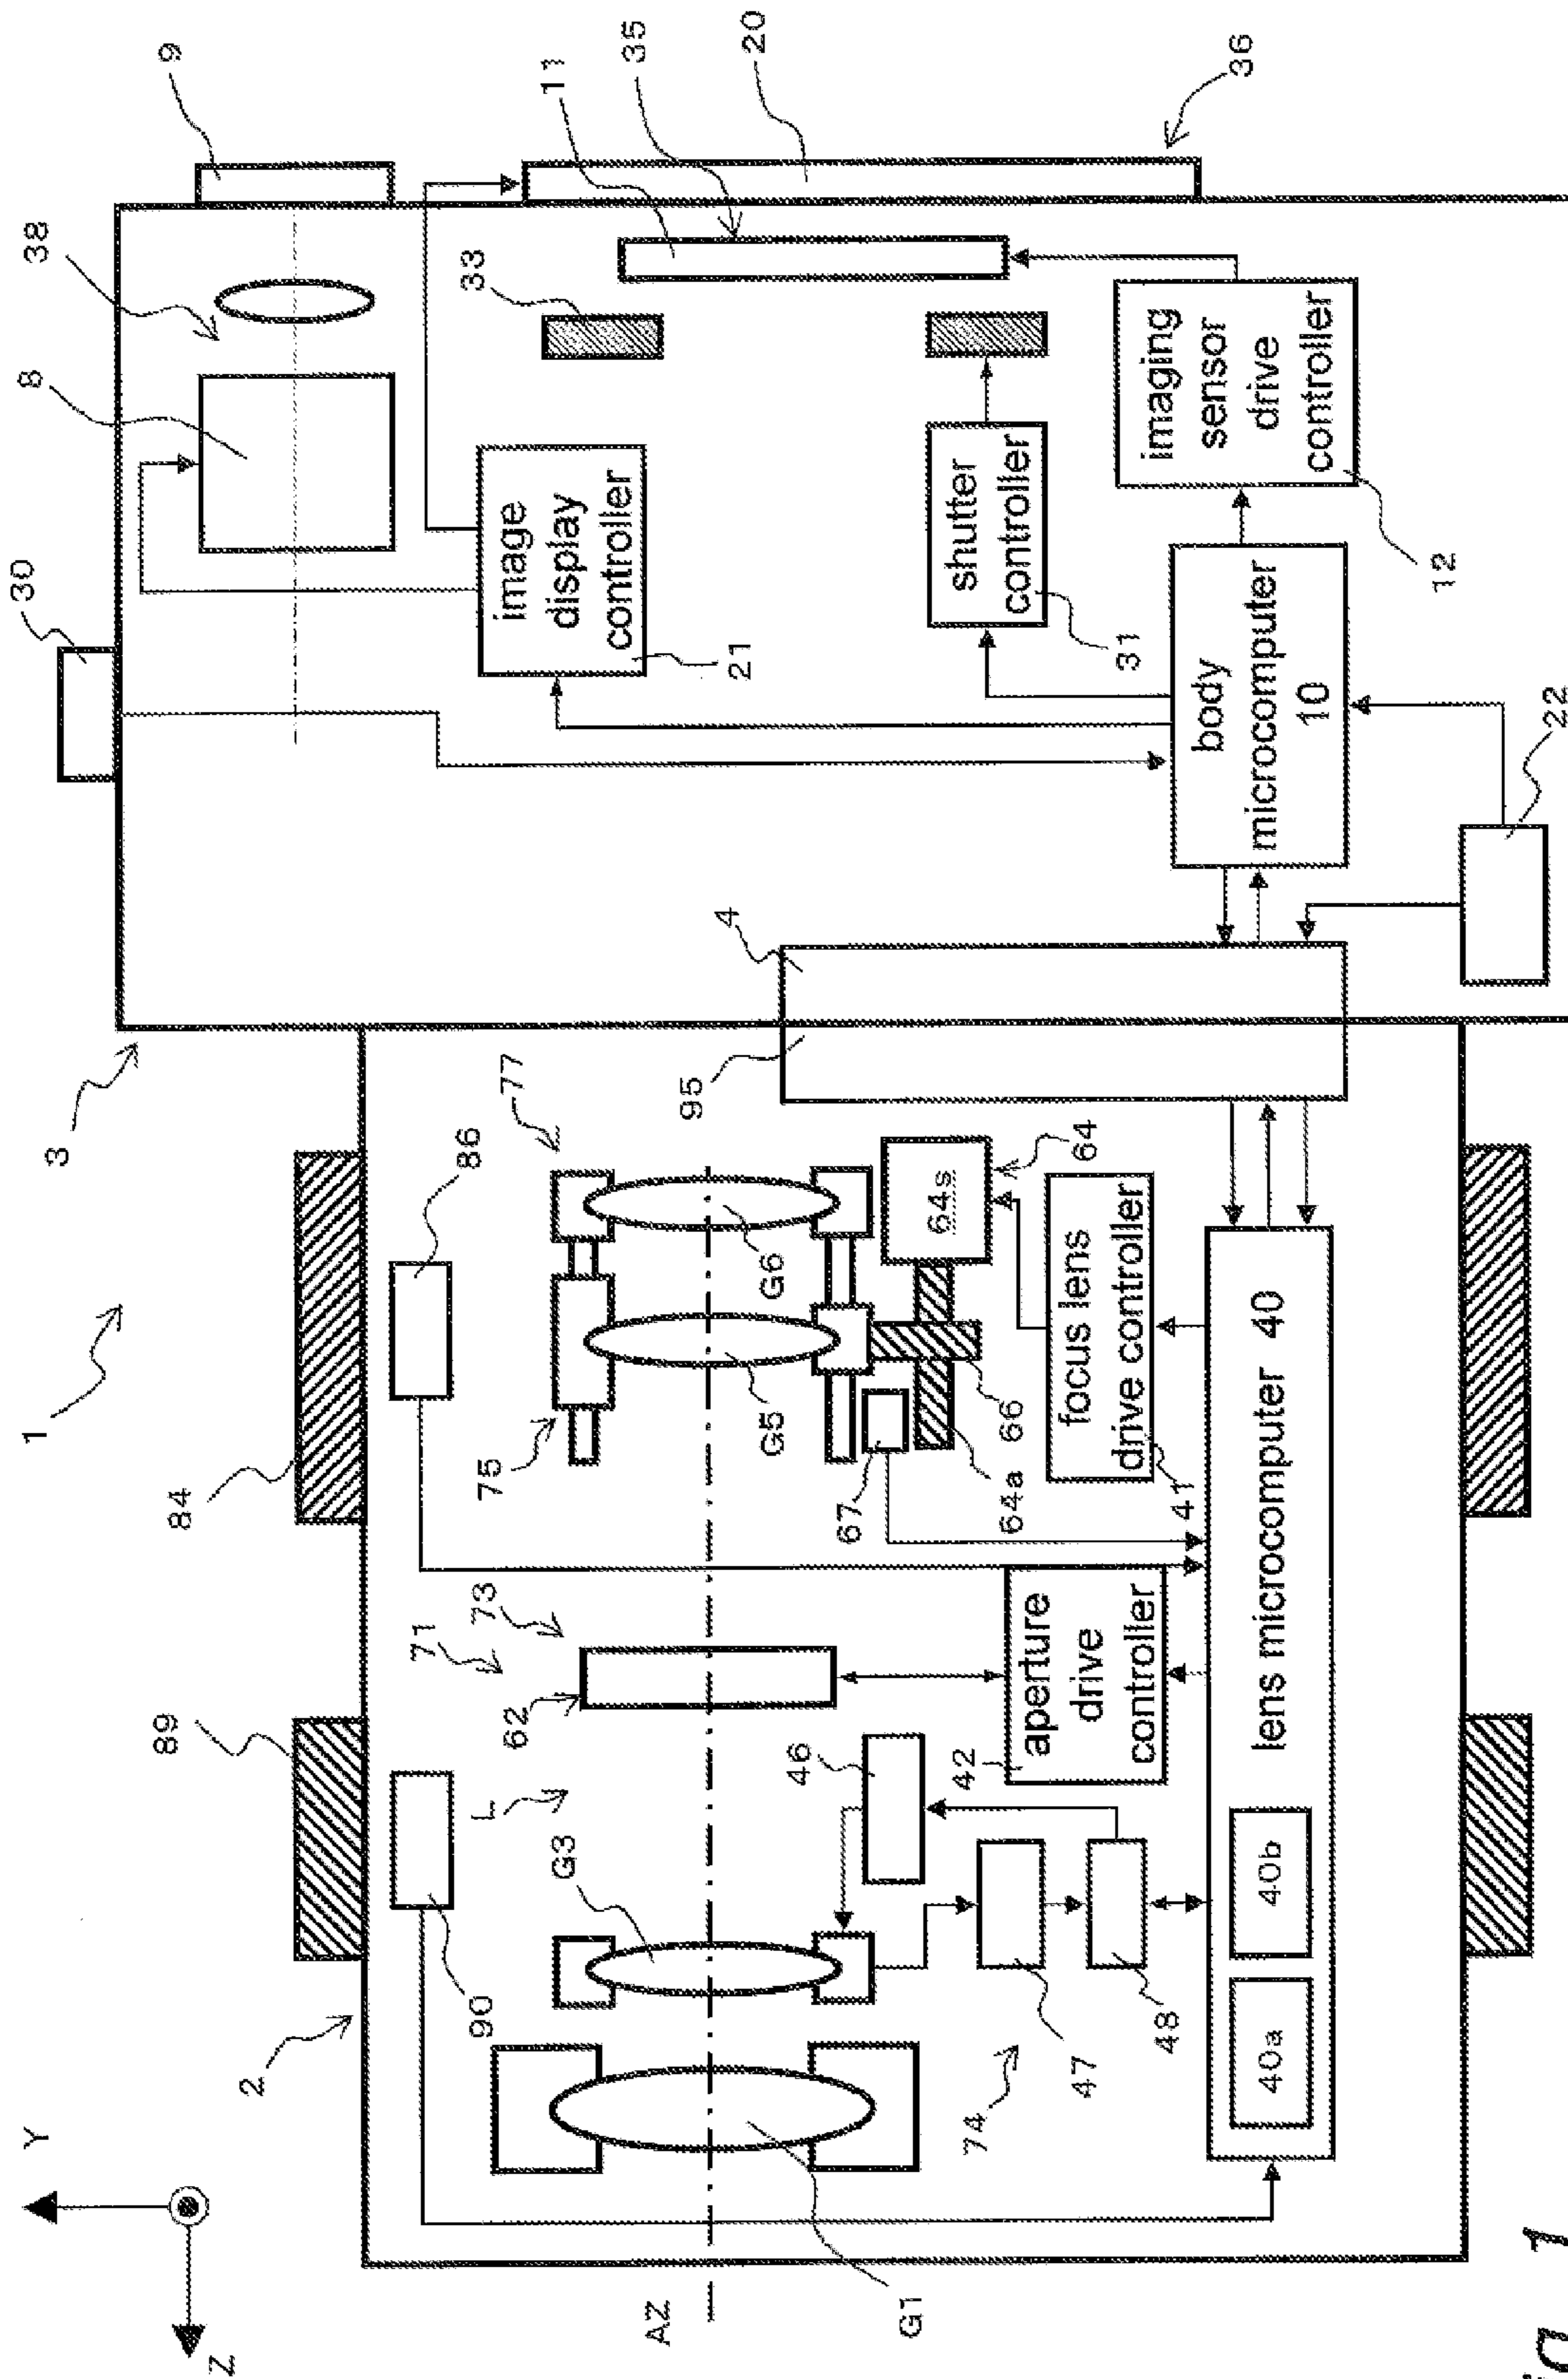 Y
Z
1
2
3
89
84
30
9
38
8
90
86
L
71
73
62
75
77
33
11
35
20
36
G3
AZ
G1
G5
G6
image
display
controller
21
46
67
64a
66
64s
64
4
95
74
47
48
42
aperture
drive
controller
41
focus lens
drive controller
shutter
controller
31
imaging
sensor
drive
controller
12
body
microcomputer
10
22
40a
40b
lens microcomputer 40